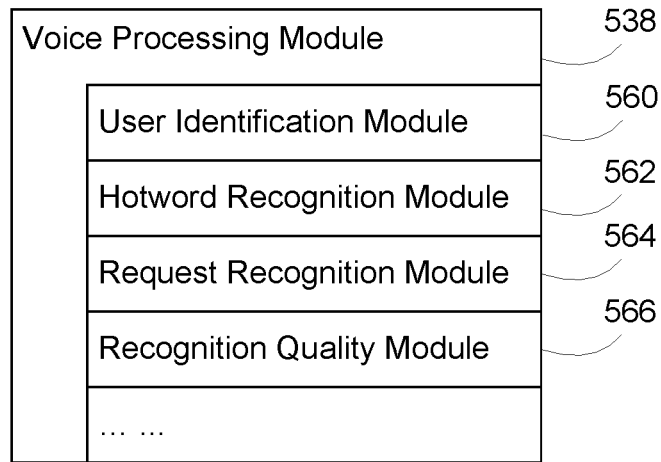 Voice Processing Module 538
User Identification Module 560
Hotword Recognition Module 562
Request Recognition Module 564
Recognition Quality Module 566
... ...